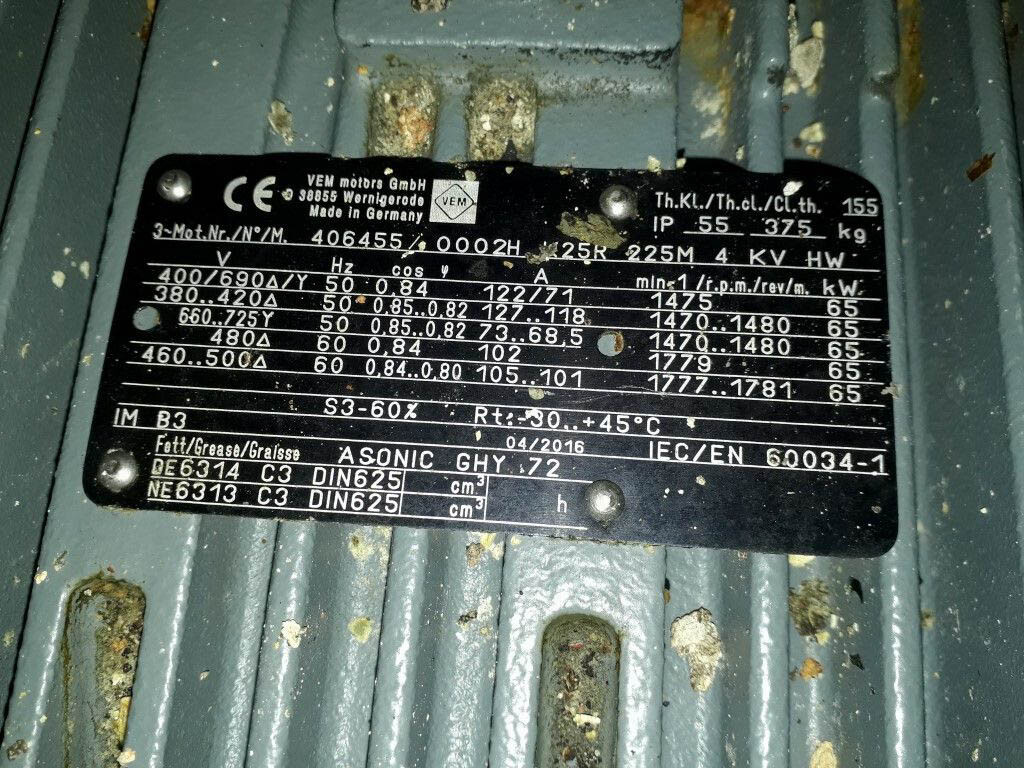 CE
VEM motors GmbH
38855 Wernigerode
Made in Germany
VEM
Th.Kl./Th.cl./Cl.th. 155
IP 55 375 kg
3~Mot.Nr./N°/M. 406455/ 0002H 225M 4 KV HW
V Hz cos φ A min-1/r.p.m./rev/m. kW
400/690Δ/Y 50 0,84 122/71 1475 65
380..420Δ 50 0,85..0,82 127..118 1470..1480 65
660..725Y 50 0,85..0,82 73..68,5 1470..1480 65
480Δ 60 0,84 102 1779 65
460..500Δ 60 0,84..0,80 105..101 1777..1781 65
S3-60% Rt:-30..+45°C
IM B3 04/2016 IEC/EN 60034-1
Fett/Grease/Graisse ASONIC GHY 72
DE6314 C3 DIN625 cm³
NE6313 C3 DIN625 cm³ h